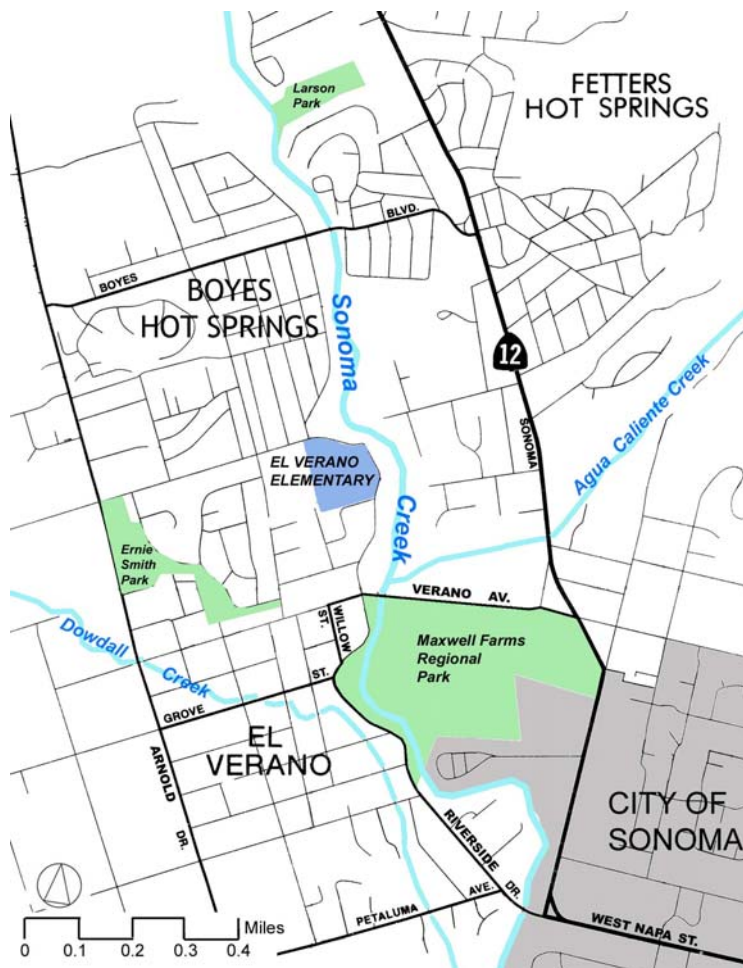 Larson
Park
FETTERS
HOT SPRINGS
BLVD.
BOYES
BOYES
HOT SPRINGS
Sonoma
12
SONOMA
Agua Caliente Creek
EL VERANO
ELEMENTARY
Creek
Ernie
Smith
Park
VERANO AV.
WILLOW
ST.
Maxwell Farms
Regional
Park
Dowdall
Creek
GROVE ST.
EL
VERANO
ARNOLD
DR.
CITY OF
SONOMA
RIVERSIDE
DR.
PETALUMA AVE.
WEST NAPA ST.
Miles
0 0.1 0.2 0.3 0.4